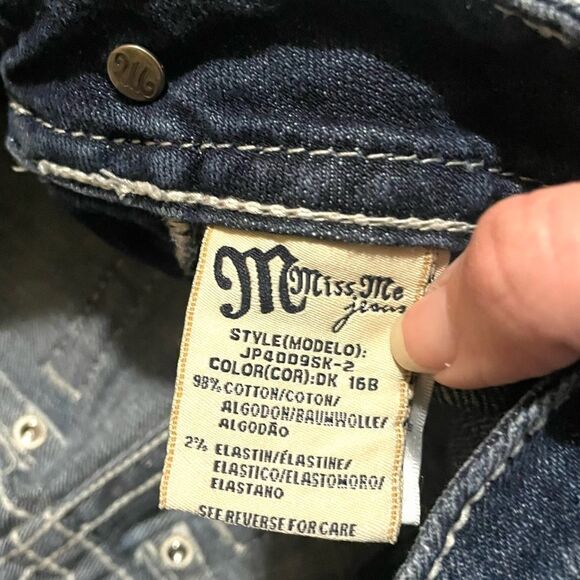 M
M Miss Me
jeans
STYLE(MODELO):
JP4009SK-2
COLOR(COR):DK 16B
98% COTTON/COTON/
ALGODON/BAUMWOLLE/
ALGODÃO
2% ELASTIN/ÉLASTINE/
ELASTICO/ELASTOMORO/
ELASTANO
SEE REVERSE FOR CARE